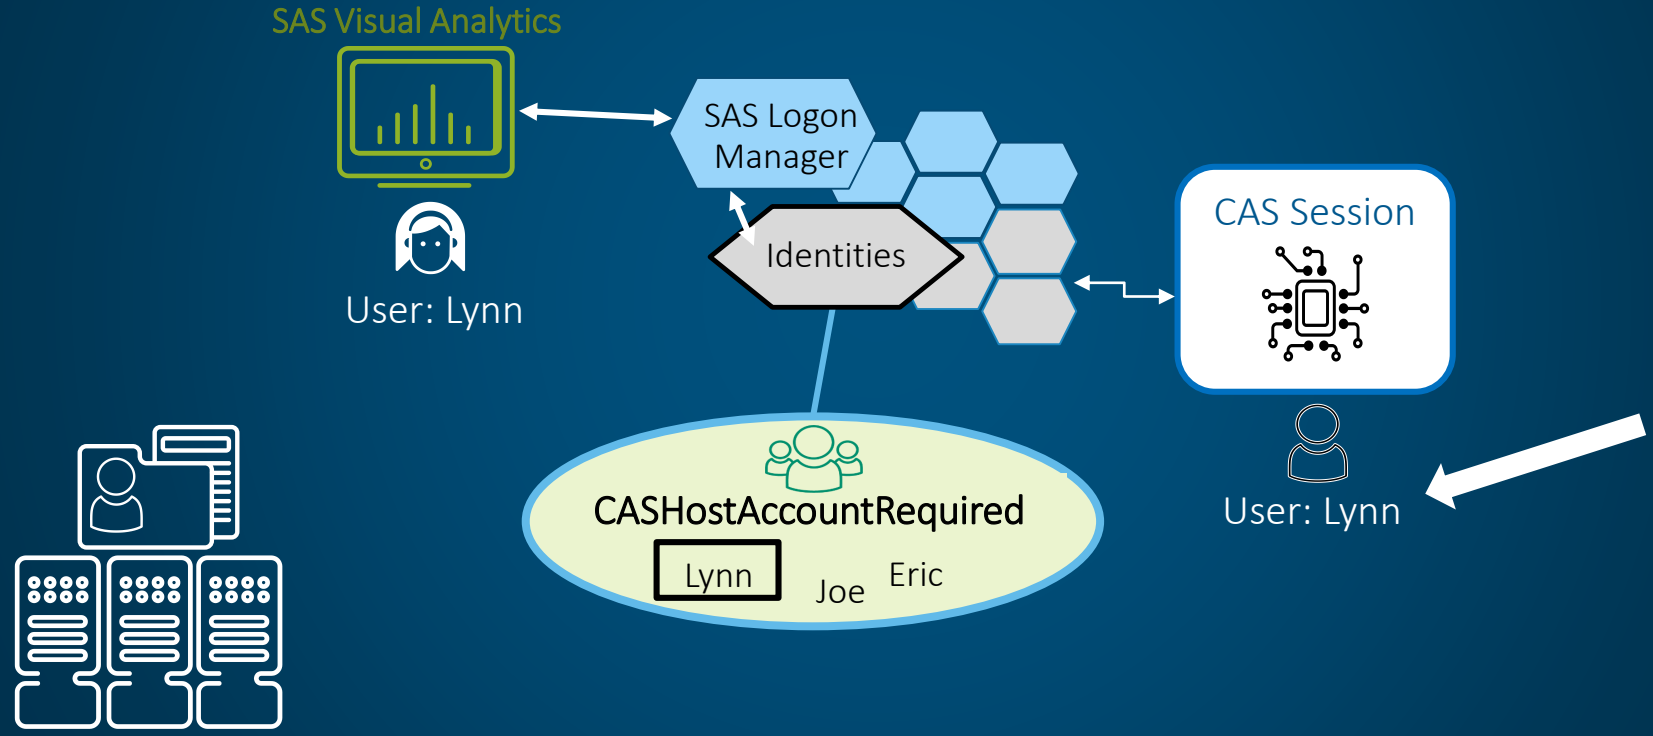 SAS Visual Analytics
User: Lynn
SAS Logon
Manager
Identities
CAS Session
User: Lynn
CASHostAccountRequired
Lynn
Joe
Eric